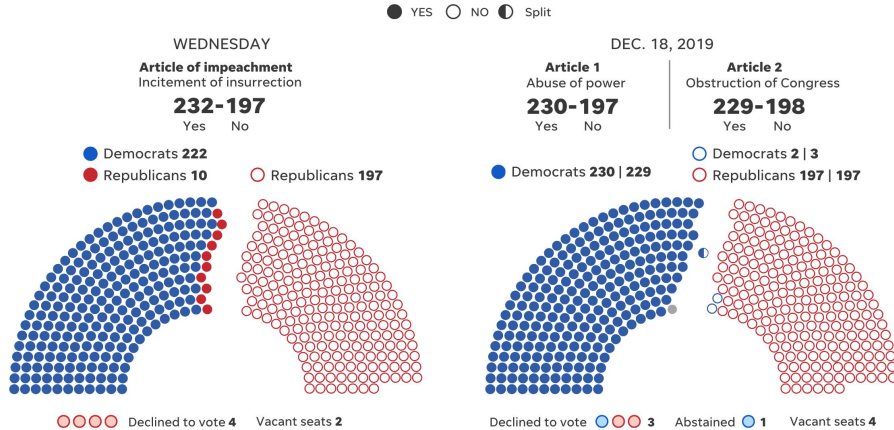 YES NO Split
WEDNESDAY
Article of impeachment
Incitement of insurrection
232-197
Yes No
Democrats 222
Republicans 10
Republicans 197
DEC. 18, 2019
Article 1
Abuse of power
230-197
Yes No
Article 2
Obstruction of Congress
229-198
Yes No
Democrats 230 | 229
Democrats 2 | 3
Republicans 197 | 197
Declined to vote 4 Vacant seats 2
Declined to vote 3 Abstained 1 Vacant seats 4